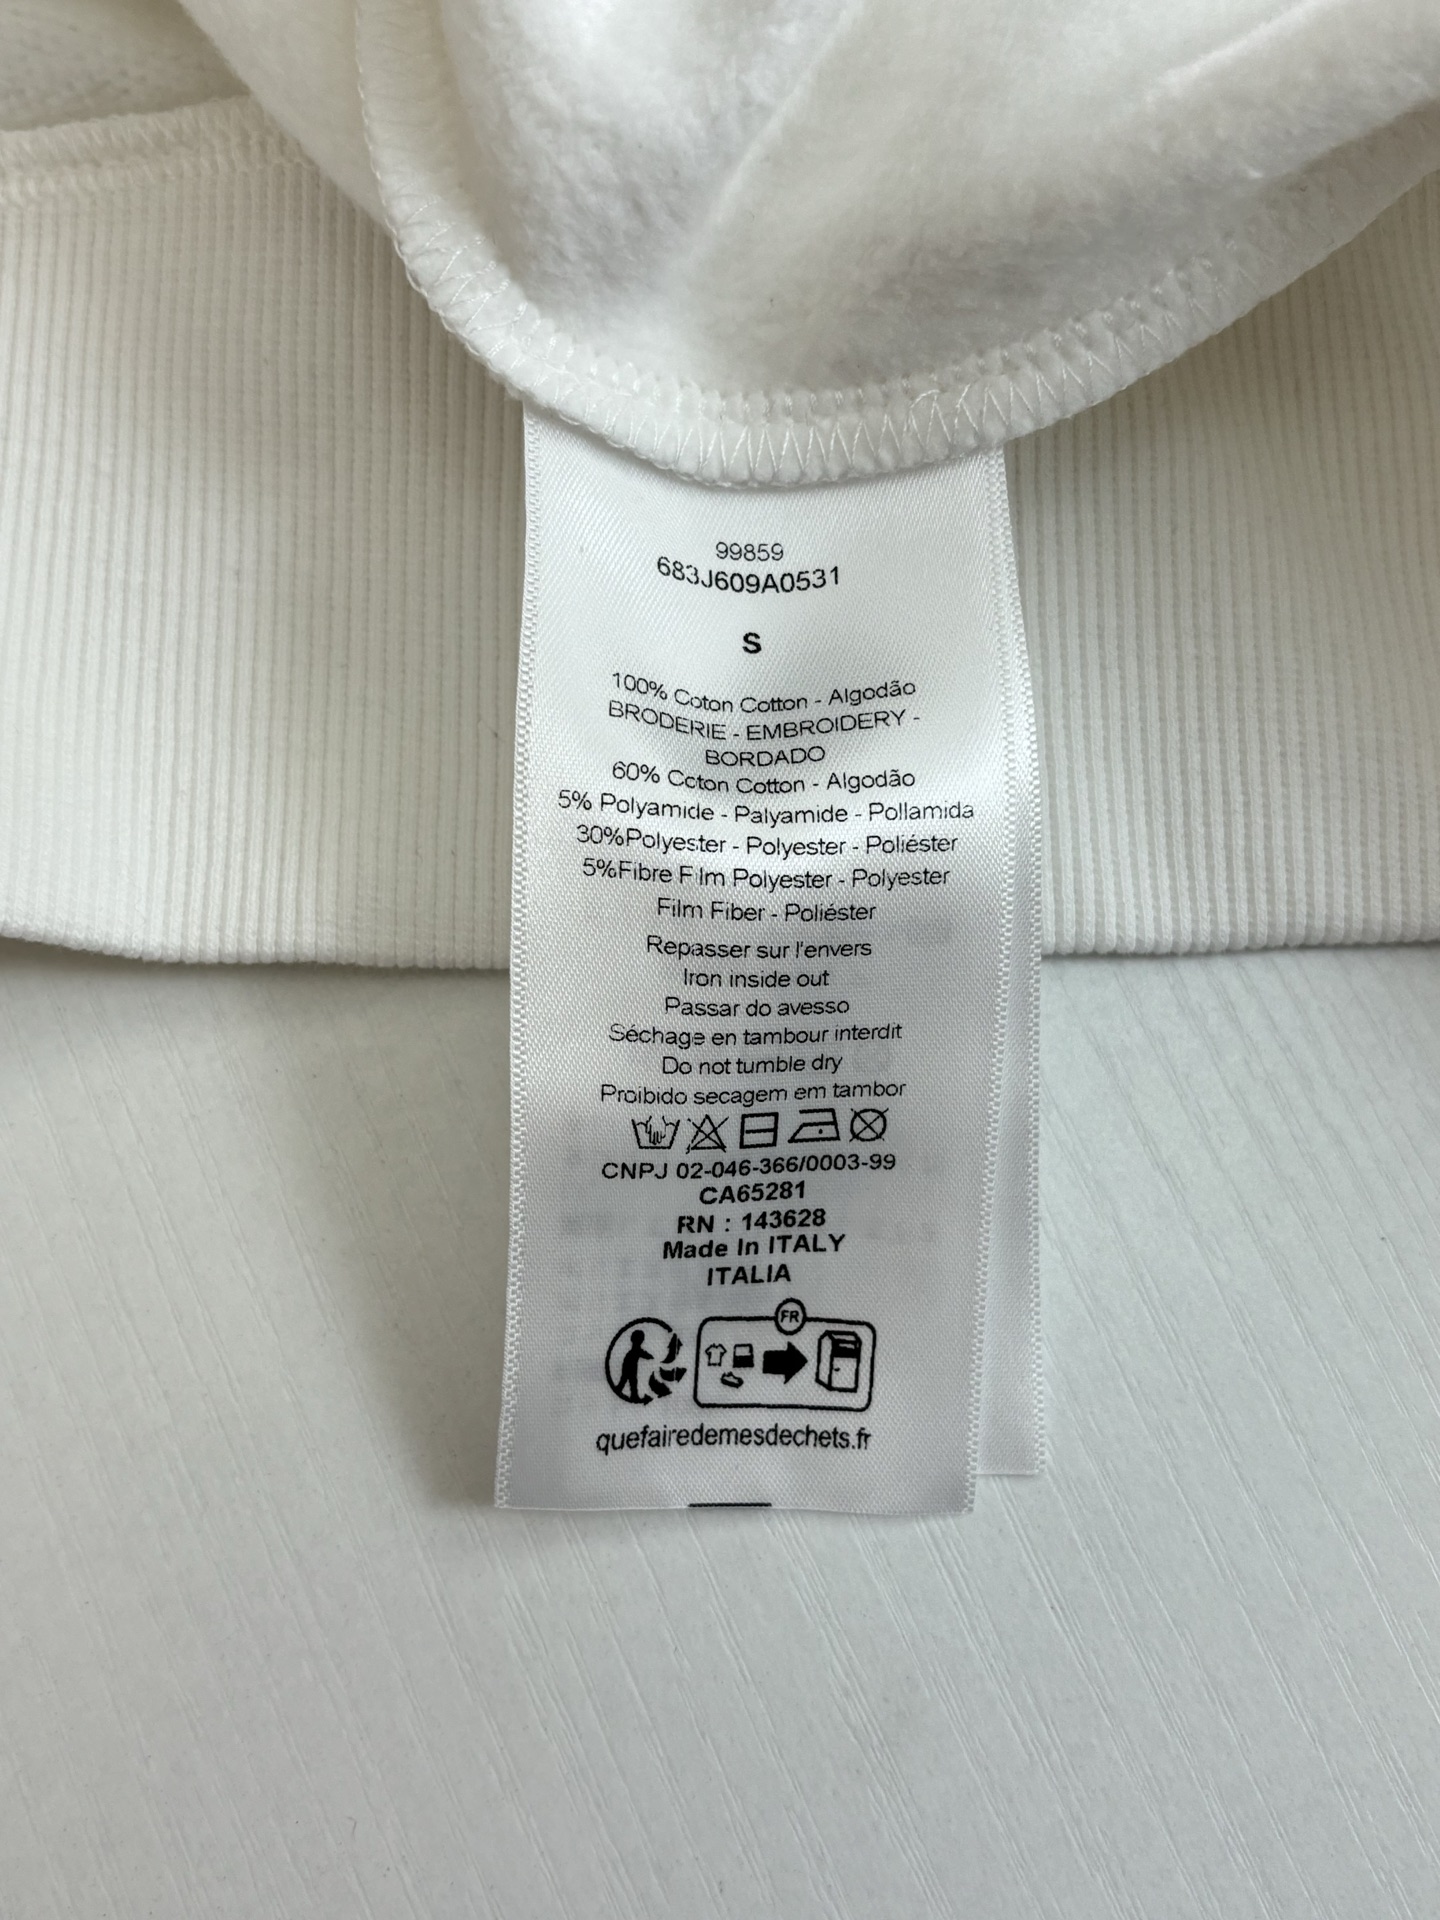 99859
683J609A0531
S
100% Coton Cotton - Algodão
BRODERIE - EMBROIDERY -
BORDADO
60% Ccton Cotton - Algodão
5% Polyamide - Palyamide - Pollamida
30%Polyester - Polyester - Poliéster
5%Fibre F lm Polyester - Polyester
Film Fiber - Poliéster
Repasser sur l'envers
Iron inside out
Passar do avesso
Séchage en tambour interdit
Do not tumble dry
Proibido secagem em tambor
CNPJ 02-046-366/0003-99
CA65281
RN : 143628
Made In ITALY
ITALIA
FR
quefairedemesdechets.fr